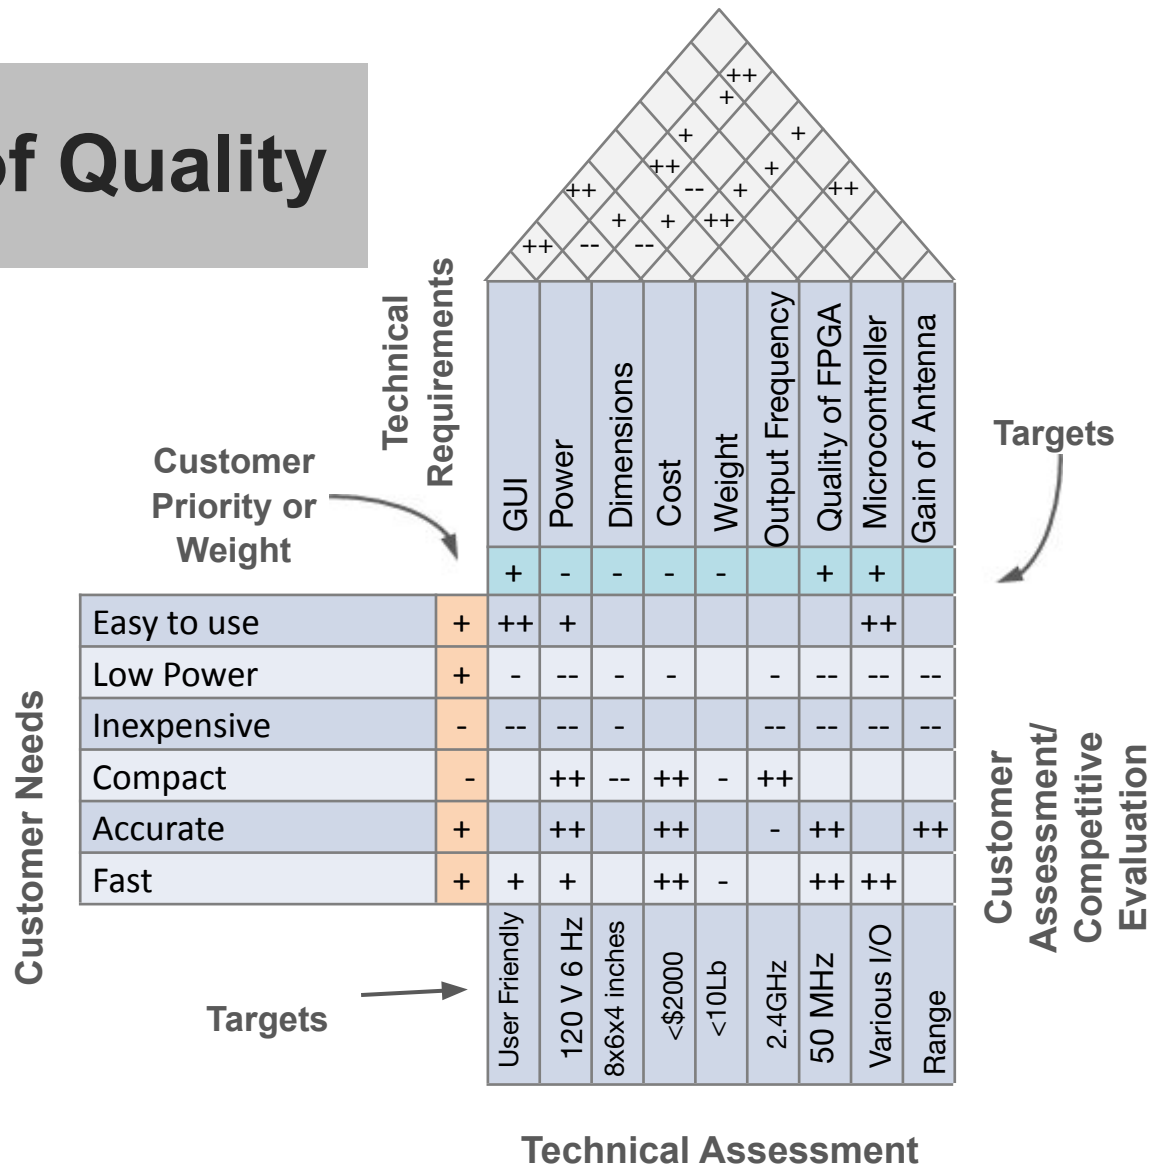 of Quality
++
+
+ +
++ +
++ -- + ++
+ + ++
++ -- --
Technical
Requirements
GUI
Power
Dimensions
Cost
Weight
Output Frequency
Quality of FPGA
Microcontroller
Gain of Antenna
Targets
Customer
Priority or
Weight
+ - - - - + +
Easy to use + ++ + ++
Low Power + - -- - - - -- -- --
Inexpensive - -- -- - -- -- -- --
Compact - ++ -- ++ - ++
Accurate + ++ ++ - ++ ++
Fast + + + ++ - ++ ++
Customer Needs
Customer
Assessment/
Competitive
Evaluation
Targets
User Friendly
120 V 6 Hz
8x6x4 inches
<$2000
<10Lb
2.4GHz
50 MHz
Various I/O
Range
Technical Assessment